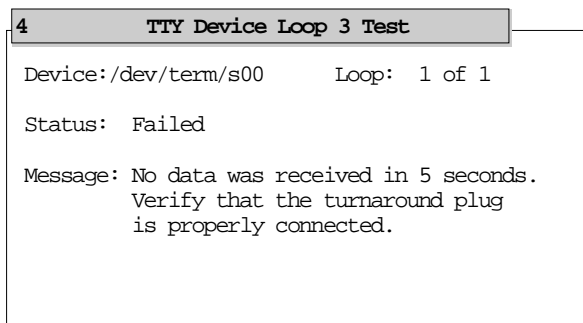 4 TTY Device Loop 3 Test
Device:/dev/term/s00 Loop: 1 of 1
Status: Failed
Message: No data was received in 5 seconds.
Verify that the turnaround plug
is properly connected.